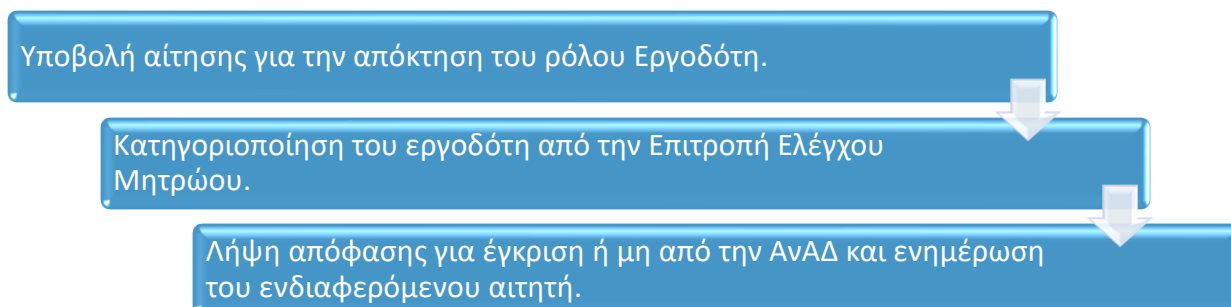 Υποβολή αίτησης για την απόκτηση του ρόλου Εργοδότη.
Κατηγοριοποίηση του εργοδότη από την Επιτροπή Ελέγχου
Μητρώου.
Λήψη απόφασης για έγκριση ή μη από την ΑνΑΔ και ενημέρωση
του ενδιαφερόμενου αιτητή.